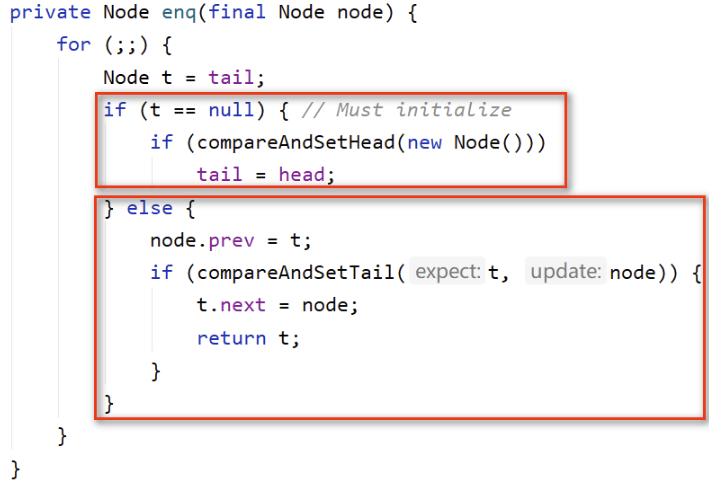 private Node enq(final Node node) {
    for (;;) {
        Node t = tail;
        if (t == null) { // Must initialize
            if (compareAndSetHead(new Node()))
                tail = head;
        } else {
            node.prev = t;
            if (compareAndSetTail( expect: t, update: node)) {
                t.next = node;
                return t;
            }
        }
    }
}